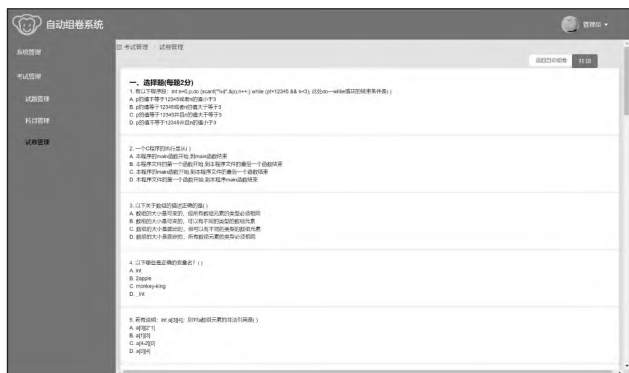 自动组卷系统
管理员
系统管理
考试管理 / 试卷管理
返回自动组卷 打印
考试管理
试题管理
科目管理
试卷管理
一、选择题(每题2分)
1. 有以下程序段：int n=0,p;do {scanf("%d",&p);n++;} while (p!=12345 && n<3); 此处do—while循环的结束条件是( )
A. p的值不等于12345或者n的值小于3
B. p的值等于12345或者n的值大于等于3
C. p的值等于12345并且n的值大于等于3
D. p的值不等于12345并且n的值小于3
2. 一个C程序的执行是从( )
A. 本程序的main函数开始,到main函数结束
B. 本程序文件的第一个函数开始,到本程序文件的最后一个函数结束
C. 本程序的main函数开始,到本程序文件的最后一个函数结束
D. 本程序文件的第一个函数开始,到本程序main函数结束
3. 以下关于数组的描述正确的是( )
A. 数组的大小是可变的，但所有数组元素的类型必须相同
B. 数组的大小是可变的，可以有不同的类型的数组元素
C. 数组的大小是固定的，但可以有不同的类型的数组元素
D. 数组的大小是固定的，所有数组元素的类型必须相同
4. 以下哪些是正确的变量名？( )
A. int
B. 2apple
C. monkey-king
D. _Int
5. 若有说明：int a[3][4]；则对a数组元素的非法引用是( )
A. a[0][2*1]
B. a[1][3]
C. a[4-2][0]
D. a[0][4]